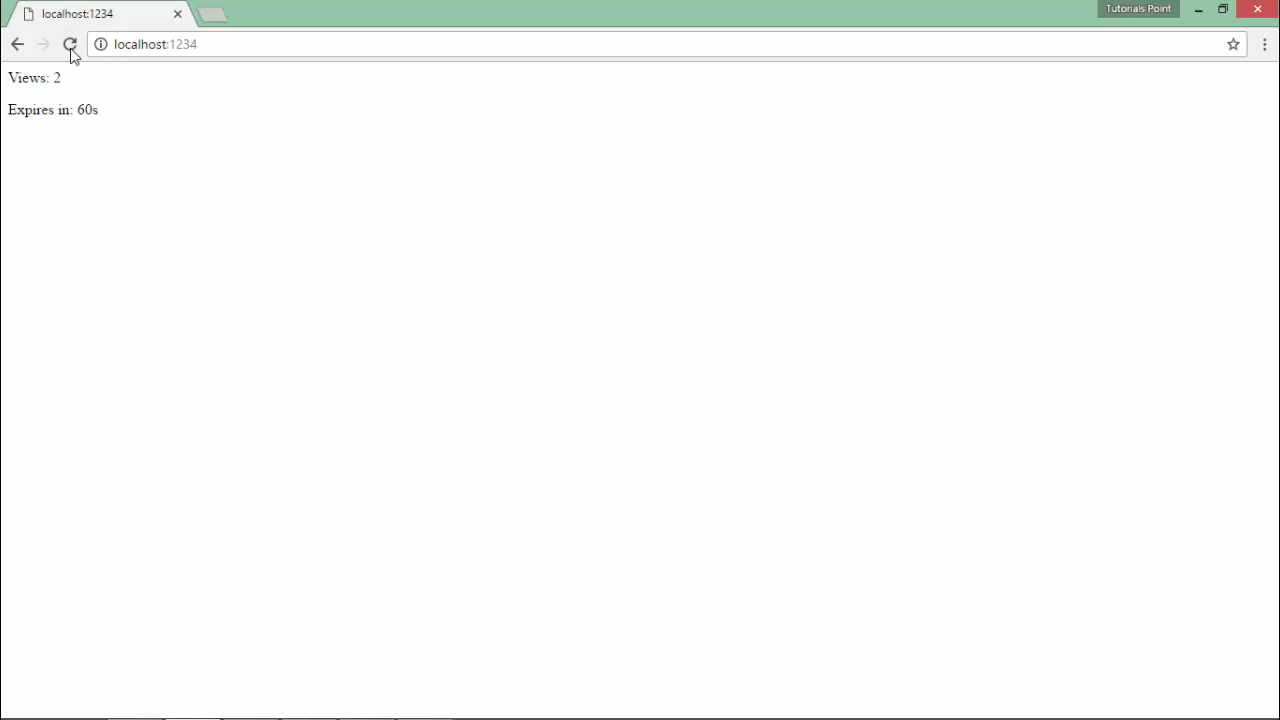 localhost:1234
Tutorials Point
localhost:1234
Views: 2
Expires in: 60s